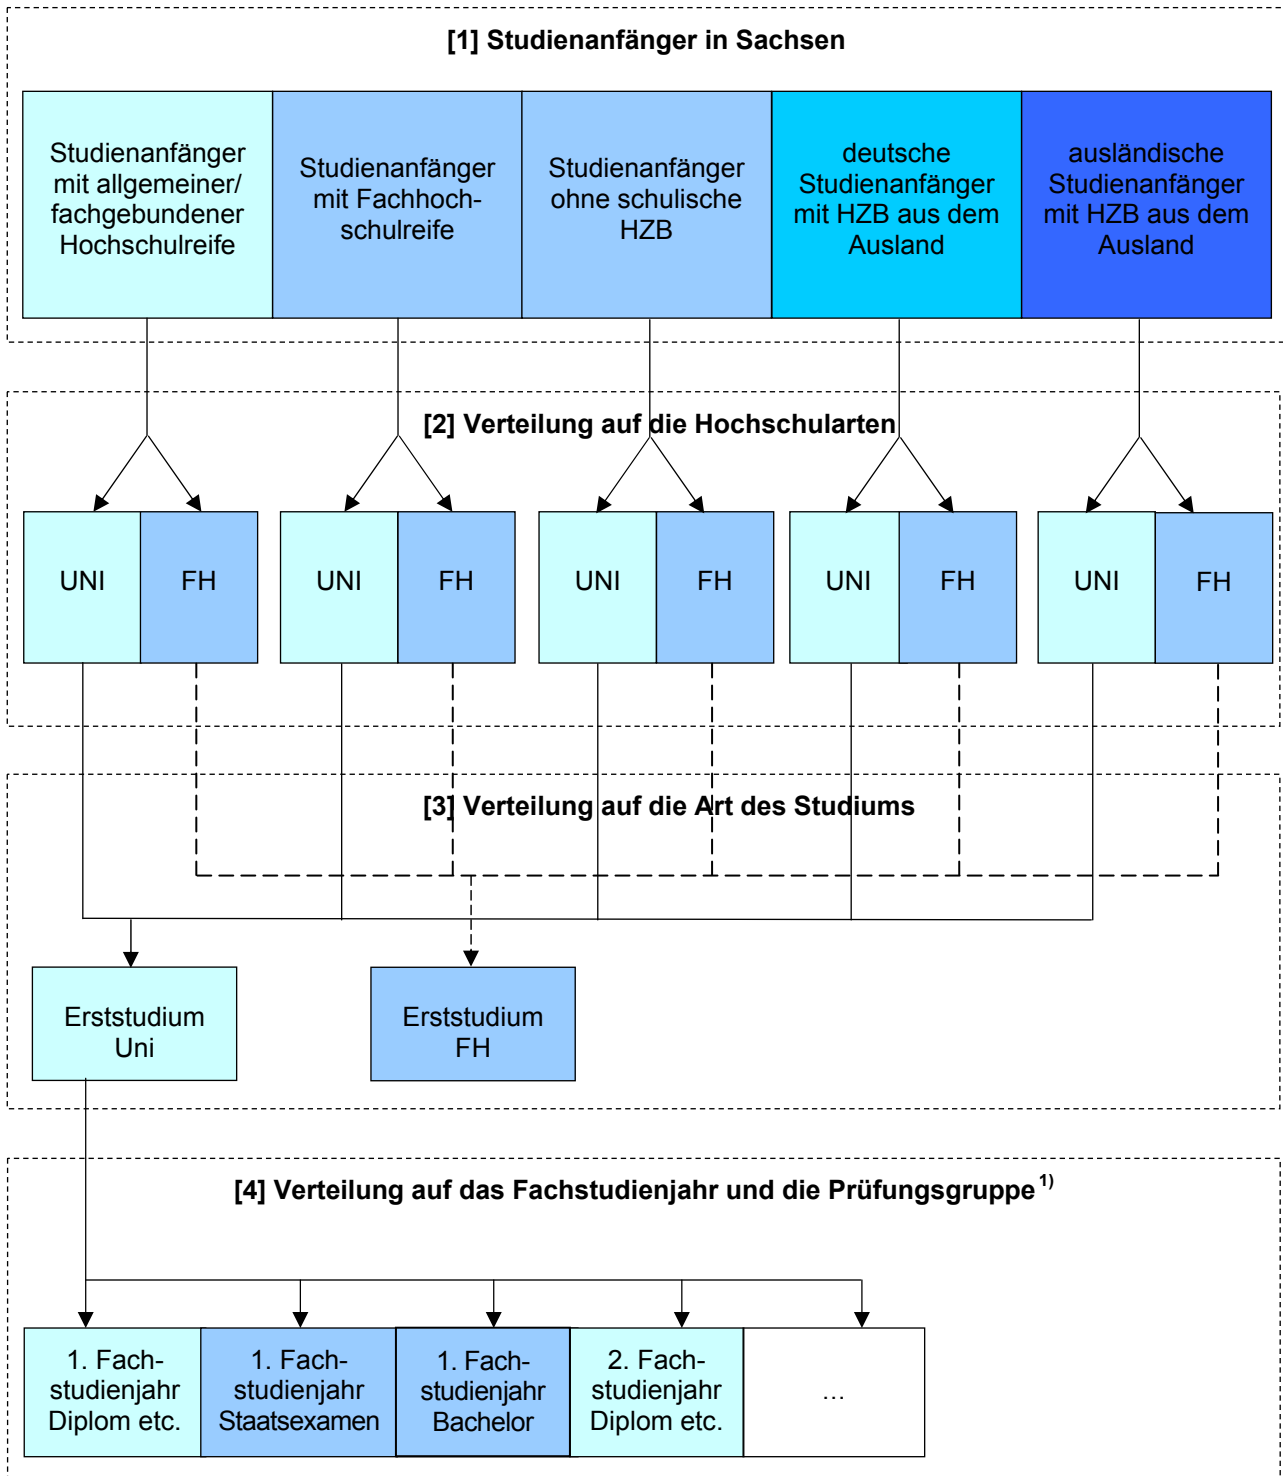 [1] Studienanfänger in Sachsen
Studienanfänger
mit allgemeiner/
fachgebundener
Hochschulreife
Studienanfänger
mit Fachhoch-
schulreife
Studienanfänger
ohne schulische
HZB
deutsche
Studienanfänger
mit HZB aus dem
Ausland
ausländische
Studienanfänger
mit HZB aus dem
Ausland
[2] Verteilung auf die Hochschularten
UNI
FH
UNI
FH
UNI
FH
UNI
FH
UNI
FH
[3] Verteilung auf die Art des Studiums
Erststudium
Uni
Erststudium
FH
[4] Verteilung auf das Fachstudienjahr und die Prüfungsgruppe 1)
1. Fach-
studienjahr
Diplom etc.
1. Fach-
studienjahr
Staatsexamen
1. Fach-
studienjahr
Bachelor
2. Fach-
studienjahr
Diplom etc.
...